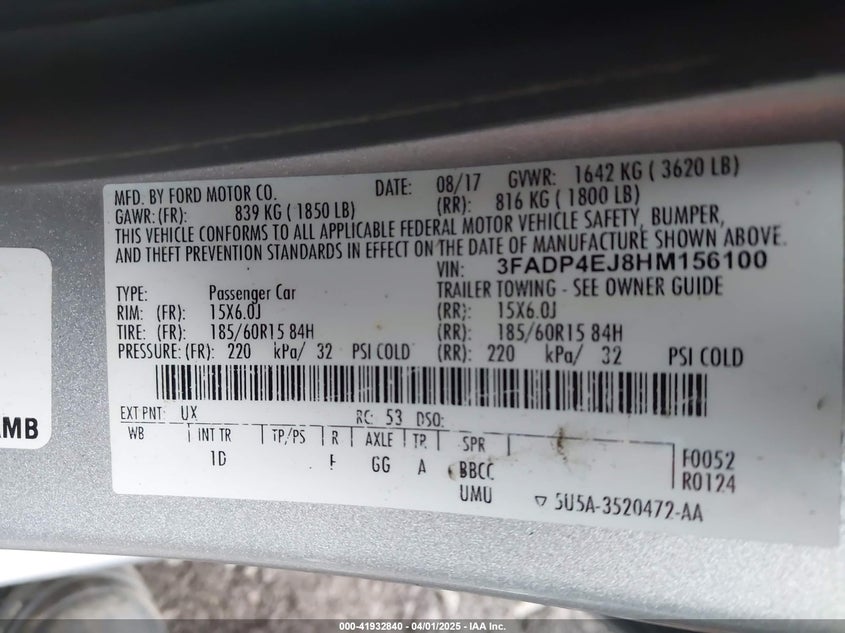 MFD. BY FORD MOTOR CO. DATE: 08/17 GVWR: 1642 KG ( 3620 LB)
GAWR: (FR): 839 KG ( 1850 LB) (RR): 816 KG ( 1800 LB)
THIS VEHICLE CONFORMS TO ALL APPLICABLE FEDERAL MOTOR VEHICLE SAFETY, BUMPER,
AND THEFT PREVENTION STANDARDS IN EFFECT ON THE DATE OF MANUFACTURE SHOWN ABOVE.
VIN: 3FADP4EJ8HM156100
TYPE: Passenger Car TRAILER TOWING - SEE OWNER GUIDE
RIM: (FR): 15X6.0J (RR): 15X6.0J
TIRE: (FR): 185/60R15 84H (RR): 185/60R15 84H
PRESSURE: (FR): 220 kPa/ 32 PSI COLD (RR): 220 kPa/ 32 PSI COLD
EXT PNT: UX RC: 53 DSO:
WB INT TR TP/PS R AXLE TR SPR
1D GG A BBCC
UMU
F0052
R0124
▽ 5U5A-3520472-AA
MB
000-41932840 - 04/01/2025 - IAA Inc.